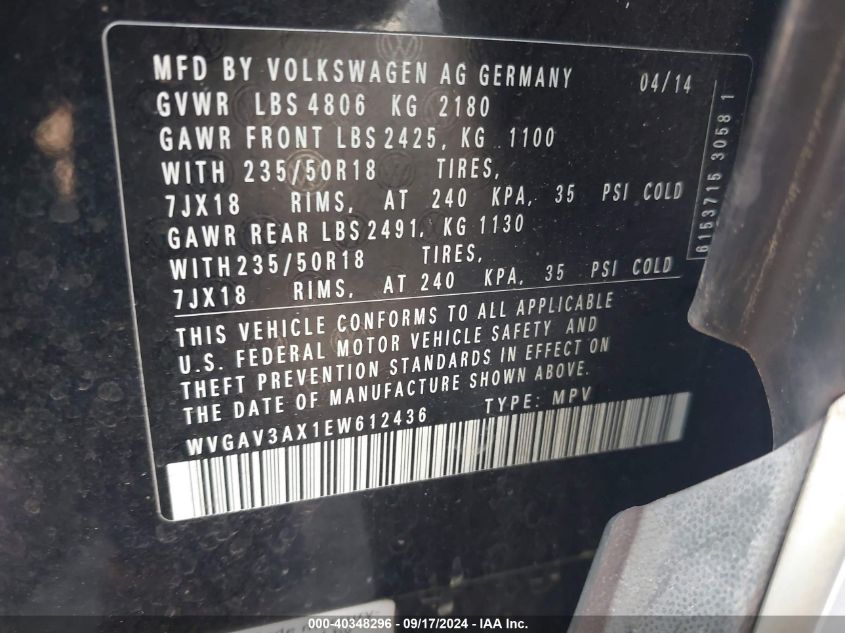 MFD BY VOLKSWAGEN AG GERMANY 04/14
GVWR LBS 4806 KG 2180
GAWR FRONT LBS 2425, KG 1100
WITH 235/50R18 TIRES,
7JX18 RIMS, AT 240 KPA, 35 PSI COLD
GAWR REAR LBS 2491, KG 1130
WITH 235/50R18 TIRES,
7JX18 RIMS, AT 240 KPA, 35 PSI COLD
THIS VEHICLE CONFORMS TO ALL APPLICABLE
U.S. FEDERAL MOTOR VEHICLE SAFETY AND
THEFT PREVENTION STANDARDS IN EFFECT ON
THE DATE OF MANUFACTURE SHOWN ABOVE.
WVGAV3AX1EW612436 TYPE: MPV
6153715 3058 1
000-40348296 - 09/17/2024 - IAAI.COM